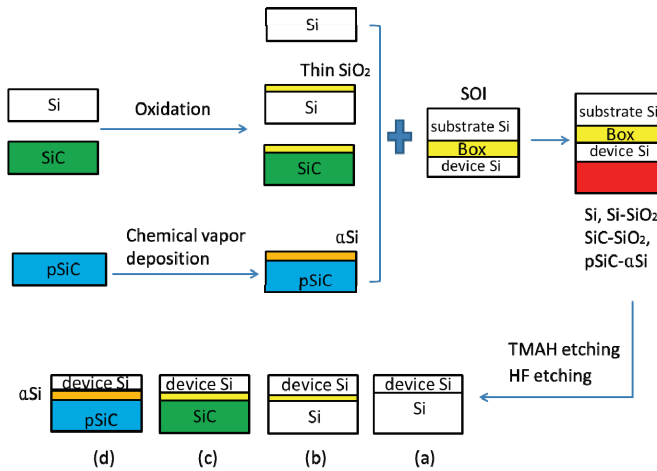 Si
Thin SiO₂
Si
Oxidation
Si
SiC
SiC
SOI
substrate Si
Box
device Si
substrate Si
Box
device Si
Si, Si-SiO₂
SiC-SiO₂,
pSiC-αSi
Chemical vapor
deposition
αSi
pSiC
pSiC
TMAH etching
HF etching
αSi
device Si
pSiC
device Si
SiC
device Si
Si
device Si
Si
(d)
(c)
(b)
(a)